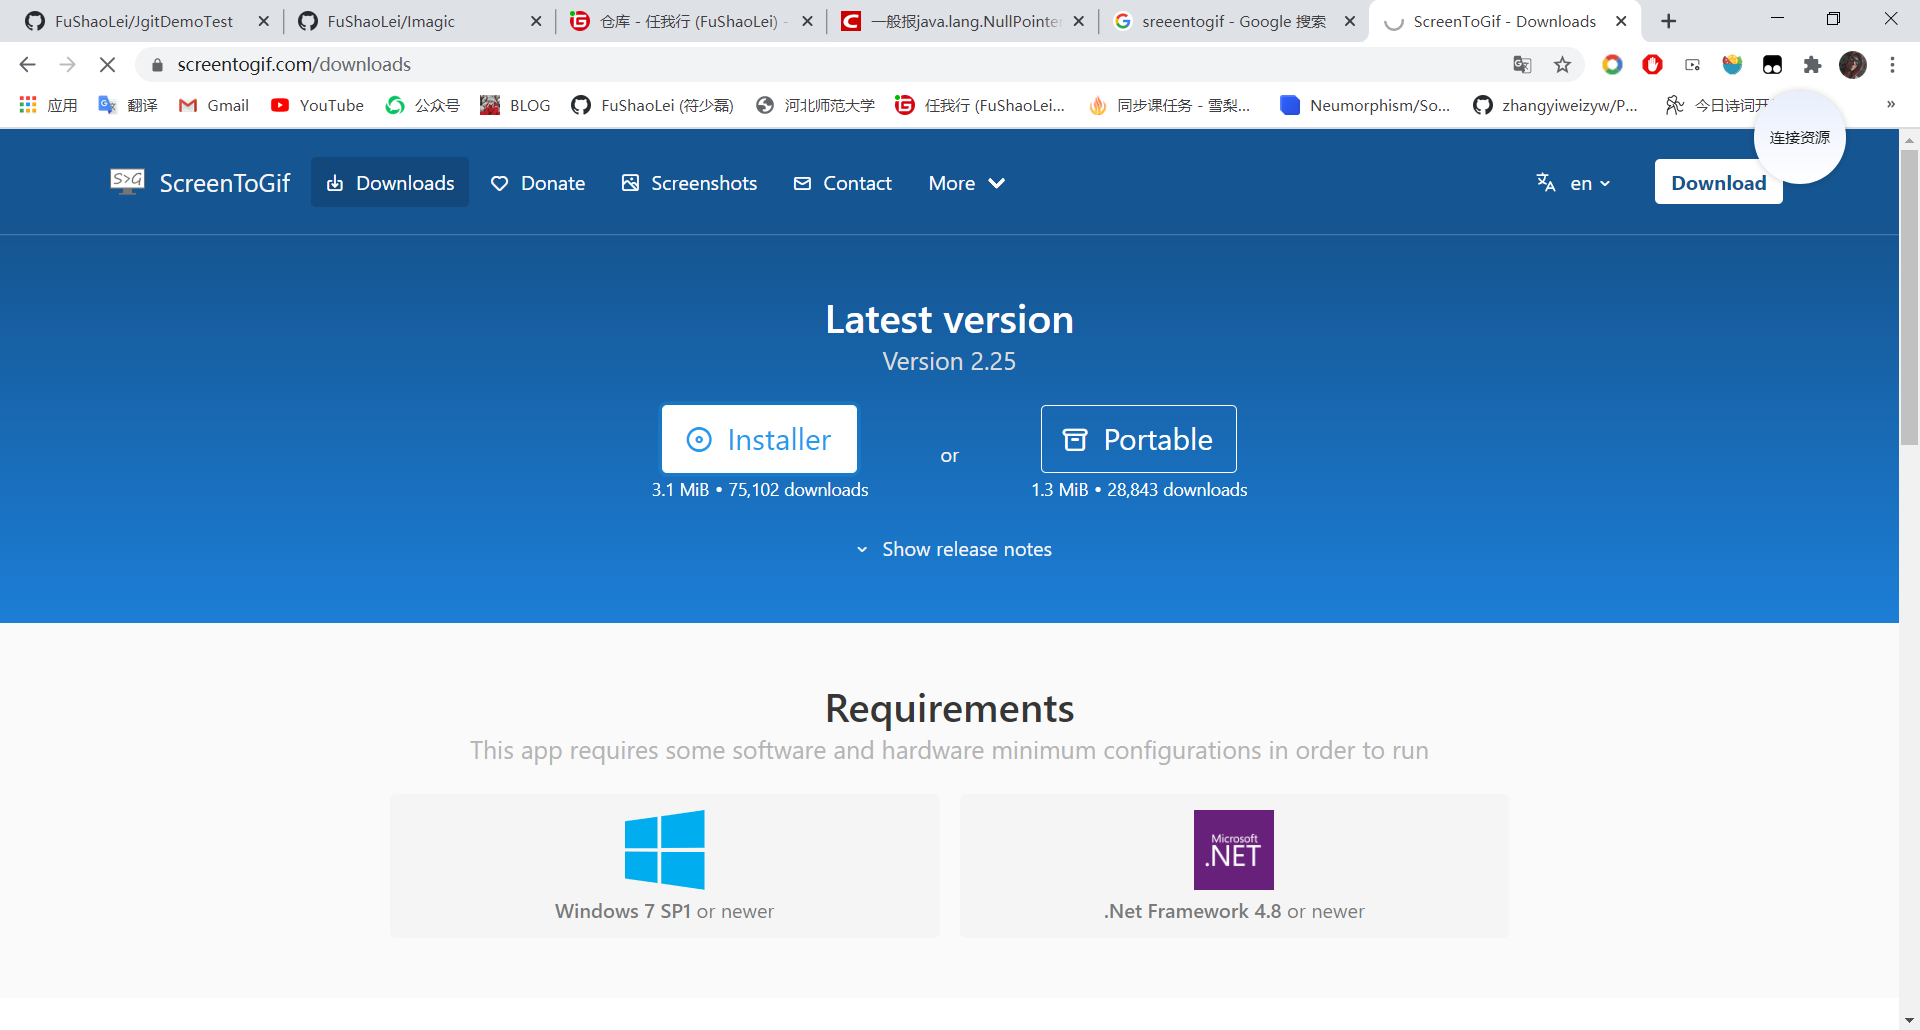 FuShaoLei/JgitDemoTest
FuShaoLei/Imagic
仓库 - 任我行 (FuShaoLei) -
一般报java.lang.NullPointe
sreeentogif - Google 搜索
ScreenToGif - Downloads
screentogif.com/downloads
应用
翻译
Gmail
YouTube
公众号
BLOG
FuShaoLei (符少磊)
河北师范大学
任我行 (FuShaoLei...
同步课任务 - 雪梨...
Neumorphism/So...
zhangyiweizyw/P...
今日诗词开
»
连接资源
S>G
ScreenToGif
Downloads
Donate
Screenshots
Contact
More
en
Download
Latest version
Version 2.25
Installer
or
Portable
3.1 MiB • 75,102 downloads
1.3 MiB • 28,843 downloads
Show release notes
Requirements
This app requires some software and hardware minimum configurations in order to run
Microsoft
.NET
Windows 7 SP1 or newer
.Net Framework 4.8 or newer